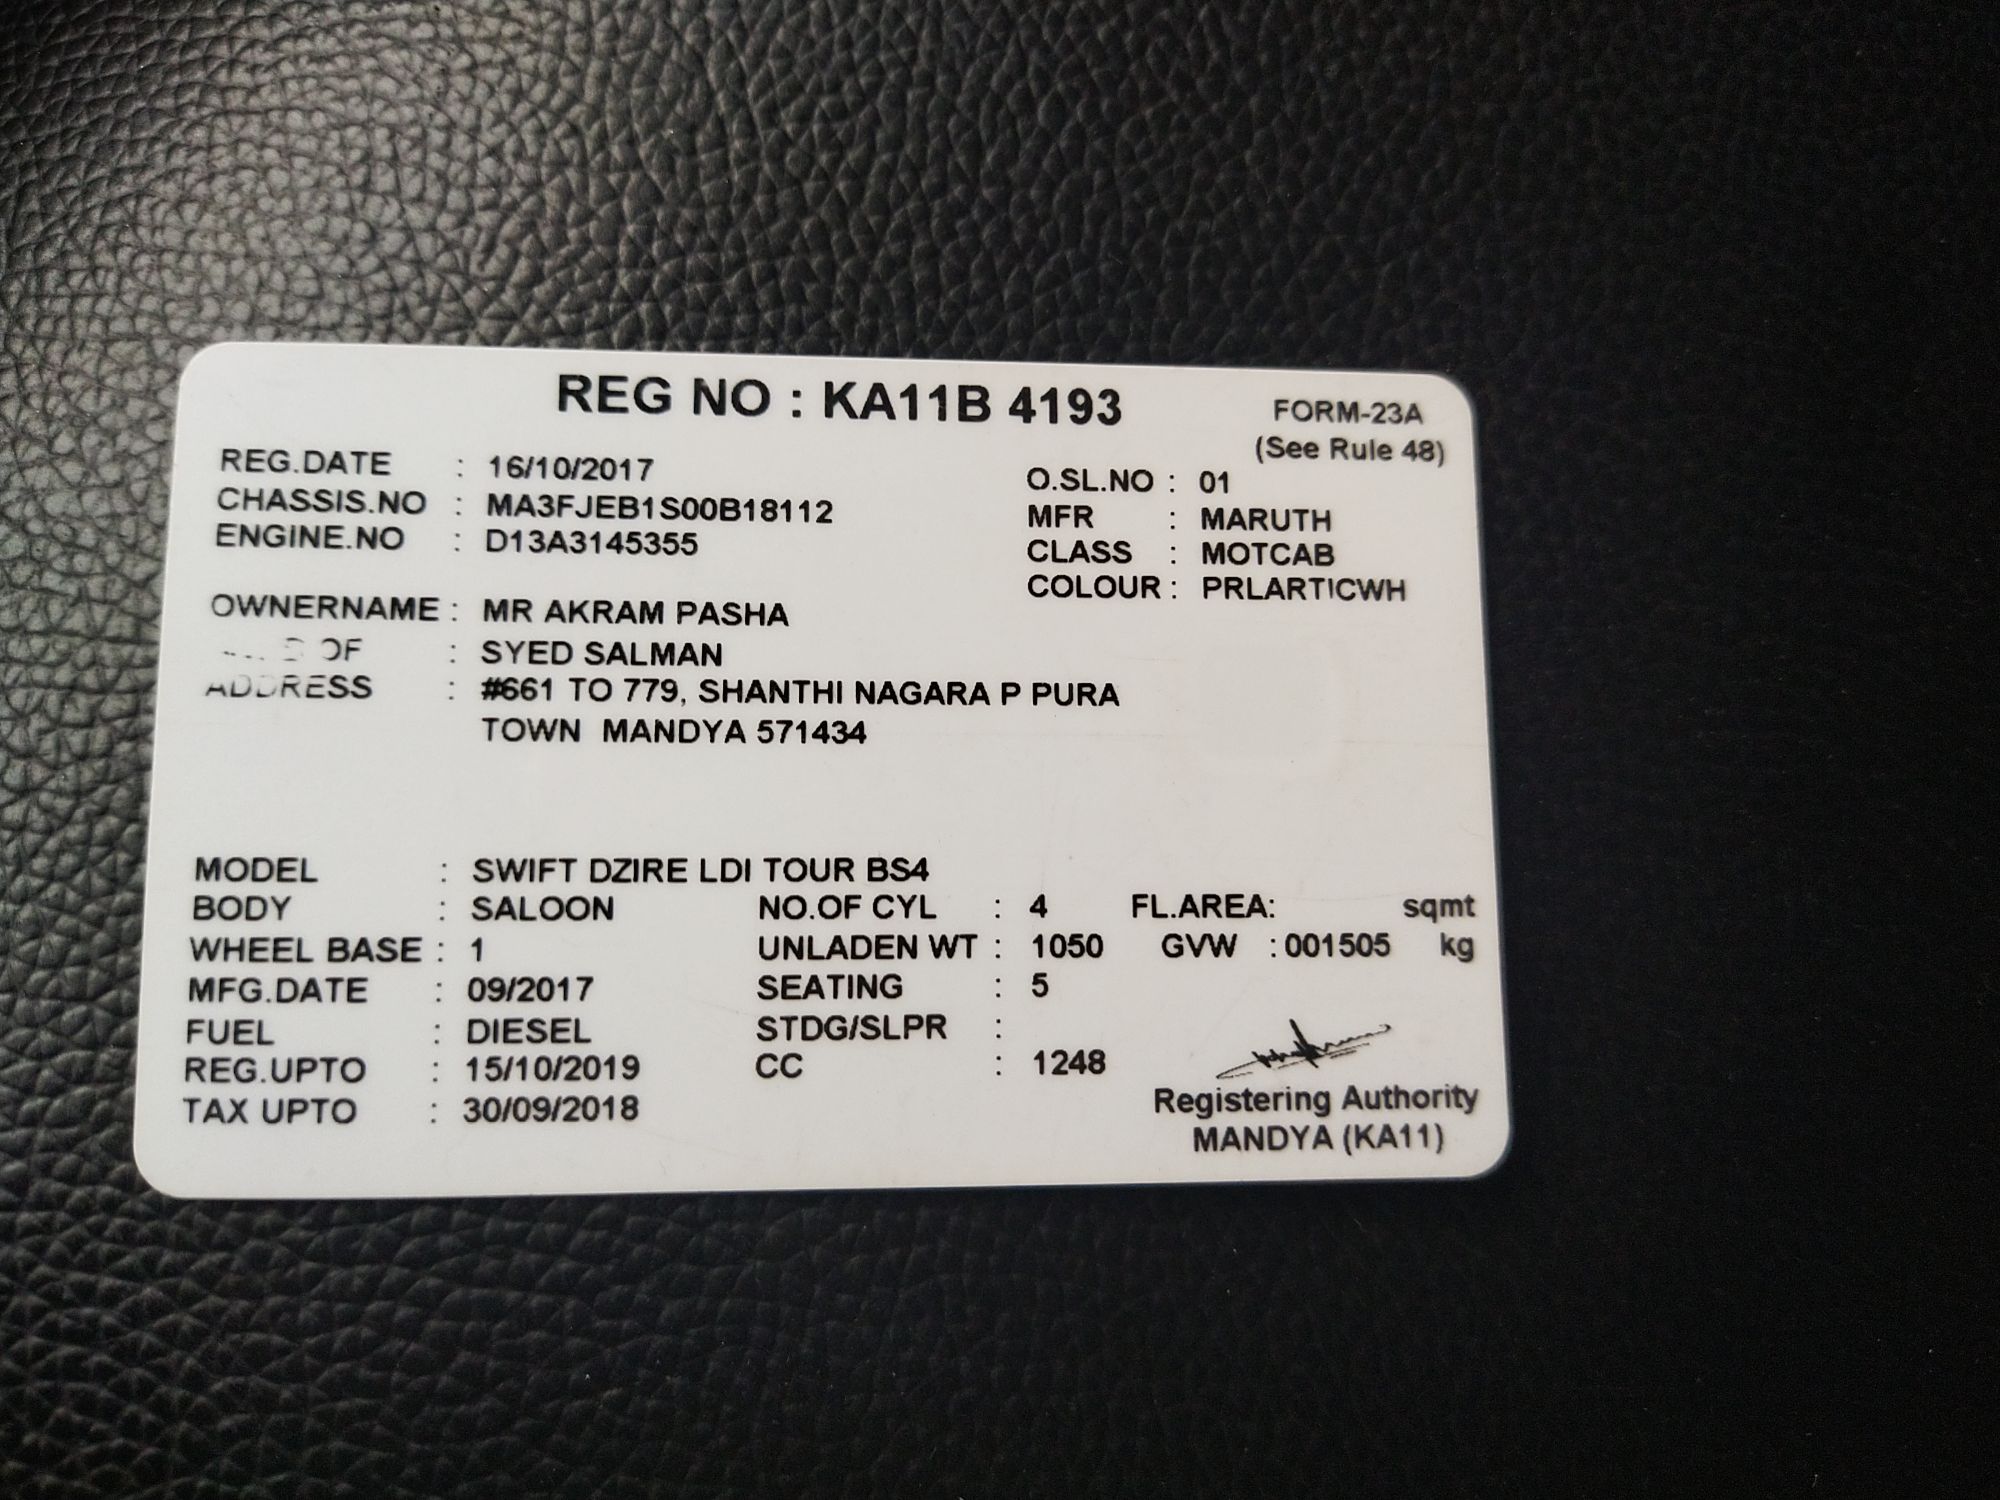 REG NO : KA11B 4193
FORM-23A
(See Rule 48)
REG.DATE : 16/10/2017
CHASSIS.NO : MA3FJEB1S00B18112
ENGINE.NO : D13A3145355
O.SL.NO : 01
MFR : MARUTH
CLASS : MOTCAB
COLOUR : PRLARTICWH
OWNERNAME : MR AKRAM PASHA
OF : SYED SALMAN
ADDRESS : #661 TO 779, SHANTHI NAGARA P PURA
TOWN MANDYA 571434
MODEL : SWIFT DZIRE LDI TOUR BS4
BODY : SALOON NO.OF CYL : 4 FL.AREA: sqmt
WHEEL BASE : 1 UNLADEN WT : 1050 GVW :001505 kg
MFG.DATE : 09/2017 SEATING : 5
FUEL : DIESEL STDG/SLPR :
REG.UPTO : 15/10/2019 CC : 1248
TAX UPTO : 30/09/2018
Registering Authority
MANDYA (KA11)